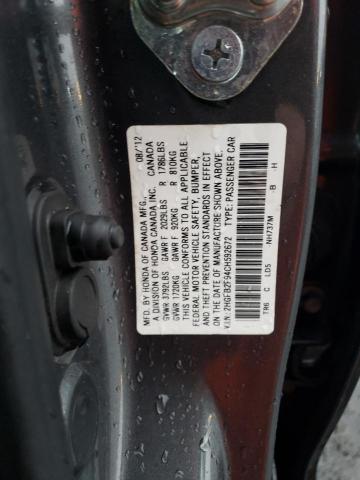 MFD. BY HONDA OF CANADA MFG.,
A DIVISION OF HONDA CANADA INC. CANADA 08/'12
GVWR 3792LBS GAWR F 2029LBS R 1786LBS
GVWR 1720KG GAWR F 920KG R 810KG
THIS VEHICLE CONFORMS TO ALL APPLICABLE
FEDERAL MOTOR VEHICLE SAFETY, BUMPER,
AND THEFT PREVENTION STANDARDS IN EFFECT
ON THE DATE OF MANUFACTURE SHOWN ABOVE.
V.I.N.: 2HGFB2F54CH592672 TYPE: PASSENGER CAR
TR6 C LD5 NH737M B H